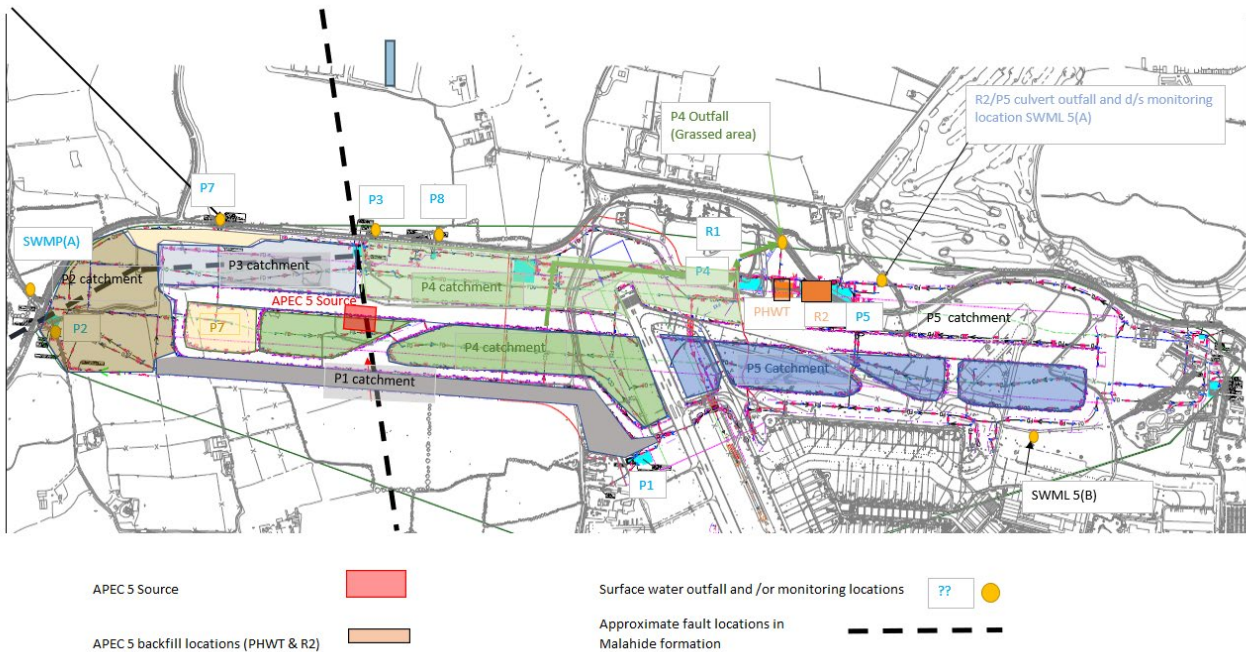 P4 Outfall
(Grassed area)
R2/P5 culvert outfall and d/s monitoring
location SWML 5(A)
P7
P3
P8
SWMP(A)
R1
P2 catchment
P3 catchment
P4 catchment
P4
APEC 5 Source
PHWT
R2
P5
P5 catchment
P2
P7
P4 catchment
P5 Catchment
P1 catchment
P1
SWML 5(B)
APEC 5 Source
Surface water outfall and /or monitoring locations
??
APEC 5 backfill locations (PHWT & R2)
Approximate fault locations in
Malahide formation